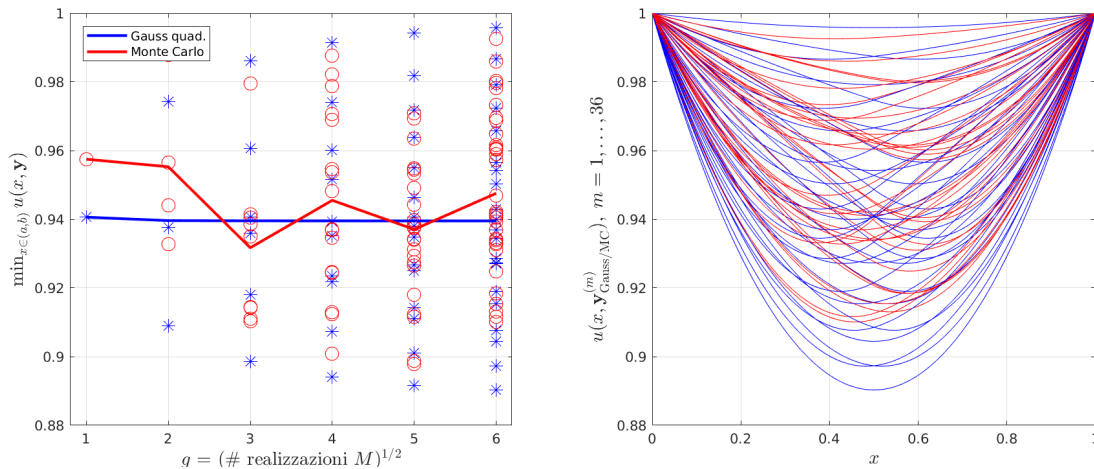 1
0.98
0.96
0.94
0.92
0.9
0.88
min_{x∈(a,b)} u(x, y)
Gauss quad.
Monte Carlo
1 2 3 4 5 6
g = (# realizzazioni M)^{1/2}
1
0.98
0.96
0.94
0.92
0.9
0.88
u(x, y^{(m)}_{Gauss/MC}), m = 1, . . . , 36
0 0.2 0.4 0.6 0.8 1
x